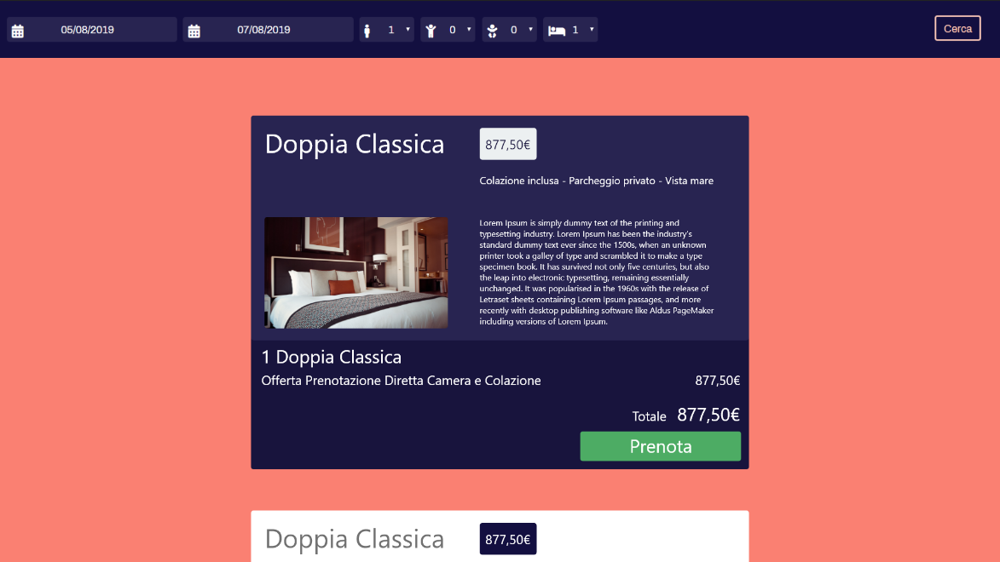 05/08/2019 07/08/2019 1 0 0 1 Cerca
Doppia Classica 877,50€
Colazione inclusa - Parcheggio privato - Vista mare
Lorem Ipsum is simply dummy text of the printing and
typesetting industry. Lorem Ipsum has been the industry's
standard dummy text ever since the 1500s, when an unknown
printer took a galley of type and scrambled it to make a type
specimen book. It has survived not only five centuries, but also
the leap into electronic typesetting, remaining essentially
unchanged. It was popularised in the 1960s with the release of
Letraset sheets containing Lorem Ipsum passages, and more
recently with desktop publishing software like Aldus PageMaker
including versions of Lorem Ipsum.
1 Doppia Classica
Offerta Prenotazione Diretta Camera e Colazione 877,50€
Totale 877,50€
Prenota
Doppia Classica 877,50€